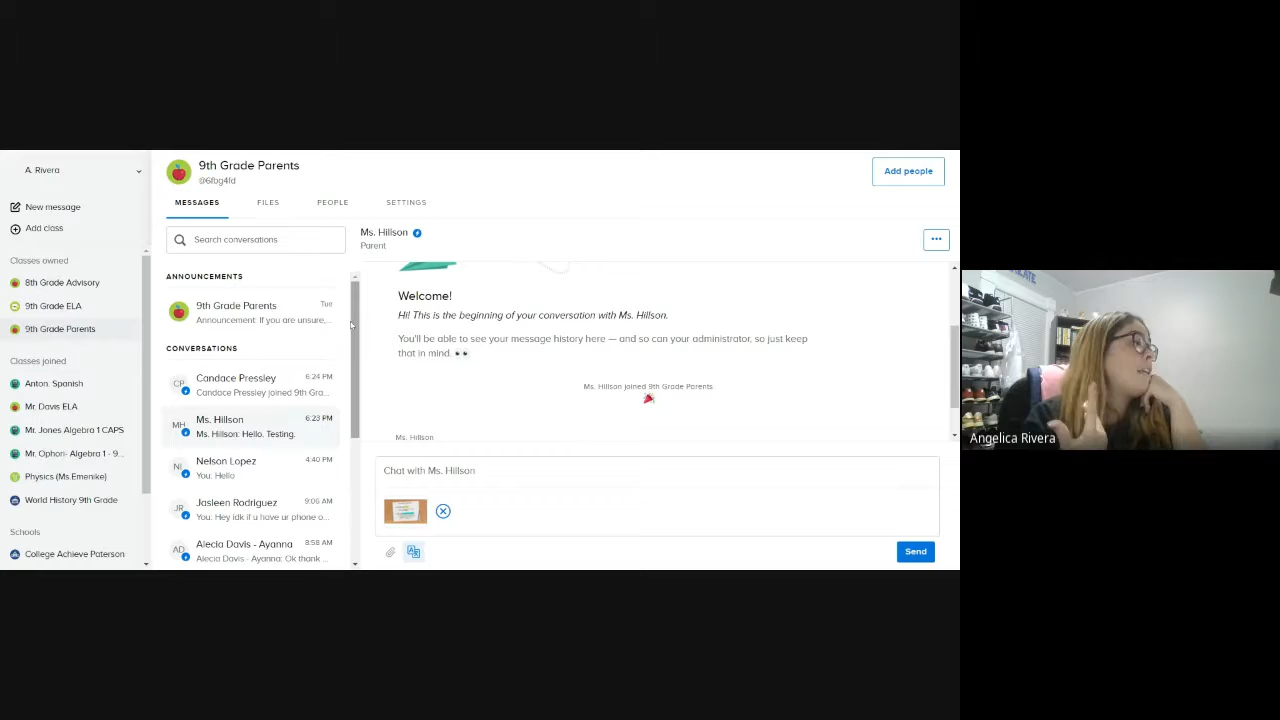 A. Rivera
New message
Add class
Classes owned
8th Grade Advisory
9th Grade ELA
9th Grade Parents
Classes joined
Anton. Spanish
Mr. Davis ELA
Mr. Jones Algebra 1 CAPS
Mr. Ophori- Algebra 1 - 9...
Physics (Ms.Emenike)
World History 9th Grade
Schools
College Achieve Paterson
9th Grade Parents
@6fbg4fd
Add people
MESSAGES FILES PEOPLE SETTINGS
Search conversations
ANNOUNCEMENTS
9th Grade Parents Tue
Announcement: If you are unsure,...
CONVERSATIONS
CP Candace Pressley 6:24 PM
Candace Pressley joined 9th Gra...
MH Ms. Hillson 6:23 PM
Ms. Hillson: Hello. Testing.
NL Nelson Lopez 4:40 PM
You: Hello
JR Jasleen Rodriguez 9:06 AM
You: Hey idk if u have ur phone o...
AD Alecia Davis - Ayanna 8:58 AM
Alecia Davis - Ayanna: Ok thank ...
Ms. Hillson
Parent
...
Welcome!
Hi! This is the beginning of your conversation with Ms. Hillson.
You'll be able to see your message history here — and so can your administrator, so just keep
that in mind. 👀
Ms. Hillson joined 9th Grade Parents.
Ms. Hillson
Chat with Ms. Hillson
Send
Angelica Rivera